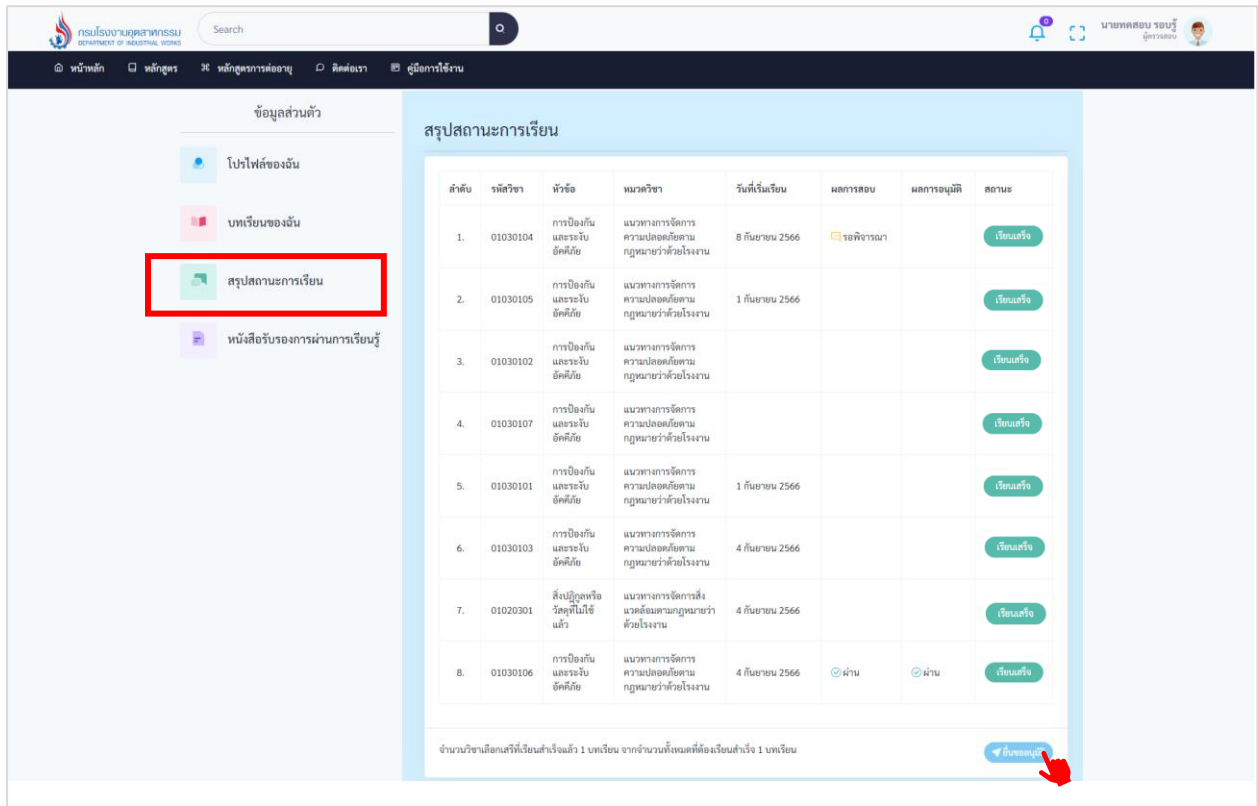 กรมโรงงานอุตสาหกรรม
DEPARTMENT OF INDUSTRIAL WORKS
Search
0
นายทดสอบ รอบรู้
ผู้ตรวจสอบ
หน้าหลัก หลักสูตร หลักสูตรการต่ออายุ ติดต่อเรา คู่มือการใช้งาน
ข้อมูลส่วนตัว
โปรไฟล์ของฉัน
บทเรียนของฉัน
สรุปสถานะการเรียน
หนังสือรับรองการผ่านการเรียนรู้
สรุปสถานะการเรียน
ลำดับ รหัสวิชา หัวข้อ หมวดวิชา วันที่เริ่มเรียน ผลการสอบ ผลการอนุมัติ สถานะ
การป้องกัน แนวทางการจัดการ
1. 01030104 และระงับ ความปลอดภัยตาม 8 กันยายน 2566 รอพิจารณา เรียนเสร็จ
อัคคีภัย กฎหมายว่าด้วยโรงงาน
การป้องกัน แนวทางการจัดการ
2. 01030105 และระงับ ความปลอดภัยตาม 1 กันยายน 2566 เรียนเสร็จ
อัคคีภัย กฎหมายว่าด้วยโรงงาน
การป้องกัน แนวทางการจัดการ
3. 01030102 และระงับ ความปลอดภัยตาม เรียนเสร็จ
อัคคีภัย กฎหมายว่าด้วยโรงงาน
การป้องกัน แนวทางการจัดการ
4. 01030107 และระงับ ความปลอดภัยตาม เรียนเสร็จ
อัคคีภัย กฎหมายว่าด้วยโรงงาน
การป้องกัน แนวทางการจัดการ
5. 01030101 และระงับ ความปลอดภัยตาม 1 กันยายน 2566 เรียนเสร็จ
อัคคีภัย กฎหมายว่าด้วยโรงงาน
การป้องกัน แนวทางการจัดการ
6. 01030103 และระงับ ความปลอดภัยตาม 4 กันยายน 2566 เรียนเสร็จ
อัคคีภัย กฎหมายว่าด้วยโรงงาน
สิ่งปฏิกูลหรือ แนวทางการจัดการสิ่ง
7. 01020301 วัสดุที่ไม่ใช้ แวดล้อมตามกฎหมายว่า 4 กันยายน 2566 เรียนเสร็จ
แล้ว ด้วยโรงงาน
การป้องกัน แนวทางการจัดการ
8. 01030106 และระงับ ความปลอดภัยตาม 4 กันยายน 2566 ผ่าน ผ่าน เรียนเสร็จ
อัคคีภัย กฎหมายว่าด้วยโรงงาน
จำนวนวิชาเลือกเสรีที่เรียนสำเร็จแล้ว 1 บทเรียน จากจำนวนทั้งหมดที่ต้องเรียนสำเร็จ 1 บทเรียน